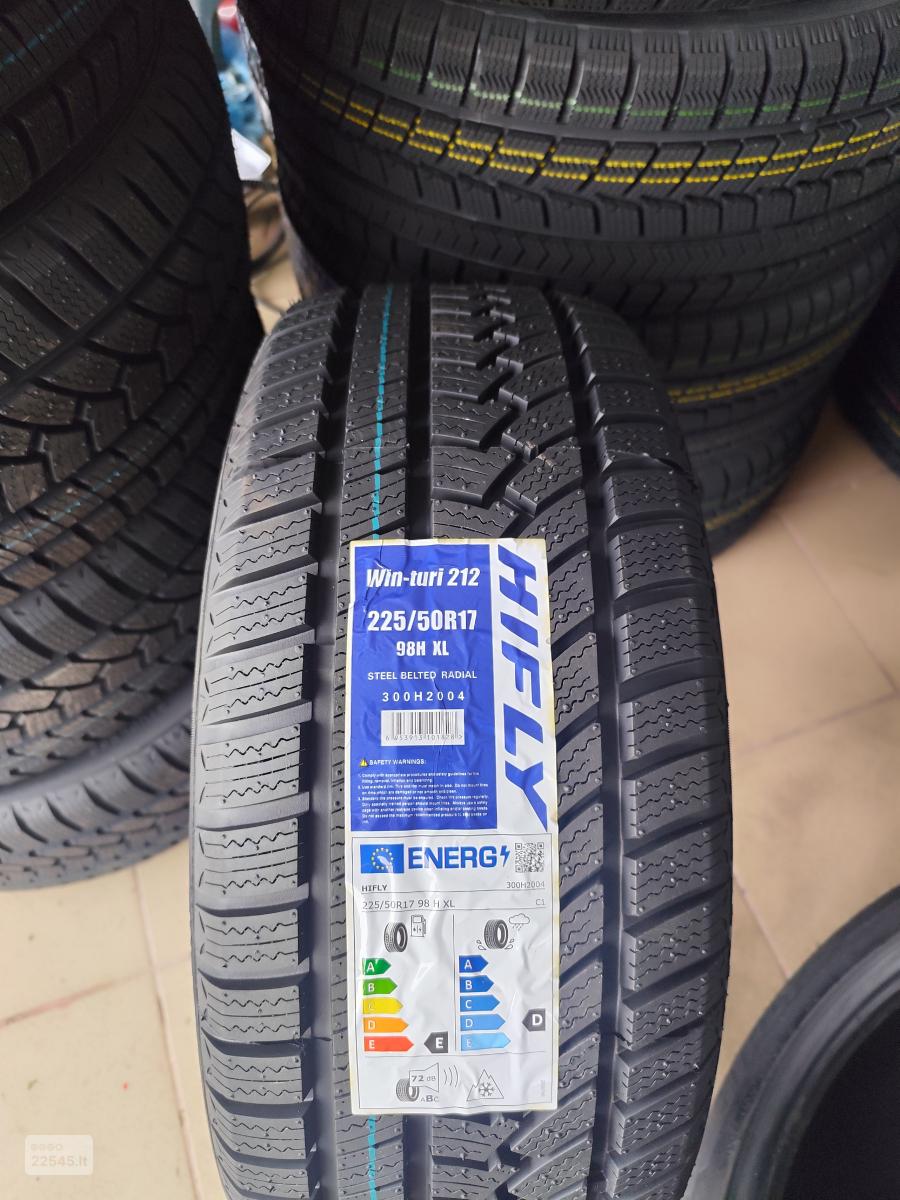 HIFLY
Win-turi 212
225/50R17
98H XL
STEEL BELTED RADIAL
300H2004
SAFETY WARNINGS:
ENERG
HIFLY
300H2004
225/50R17 98 H XL
C1
A
B
C
D
E
E
A
B
C
D
E
D
72 dB
ABC
22545.lt